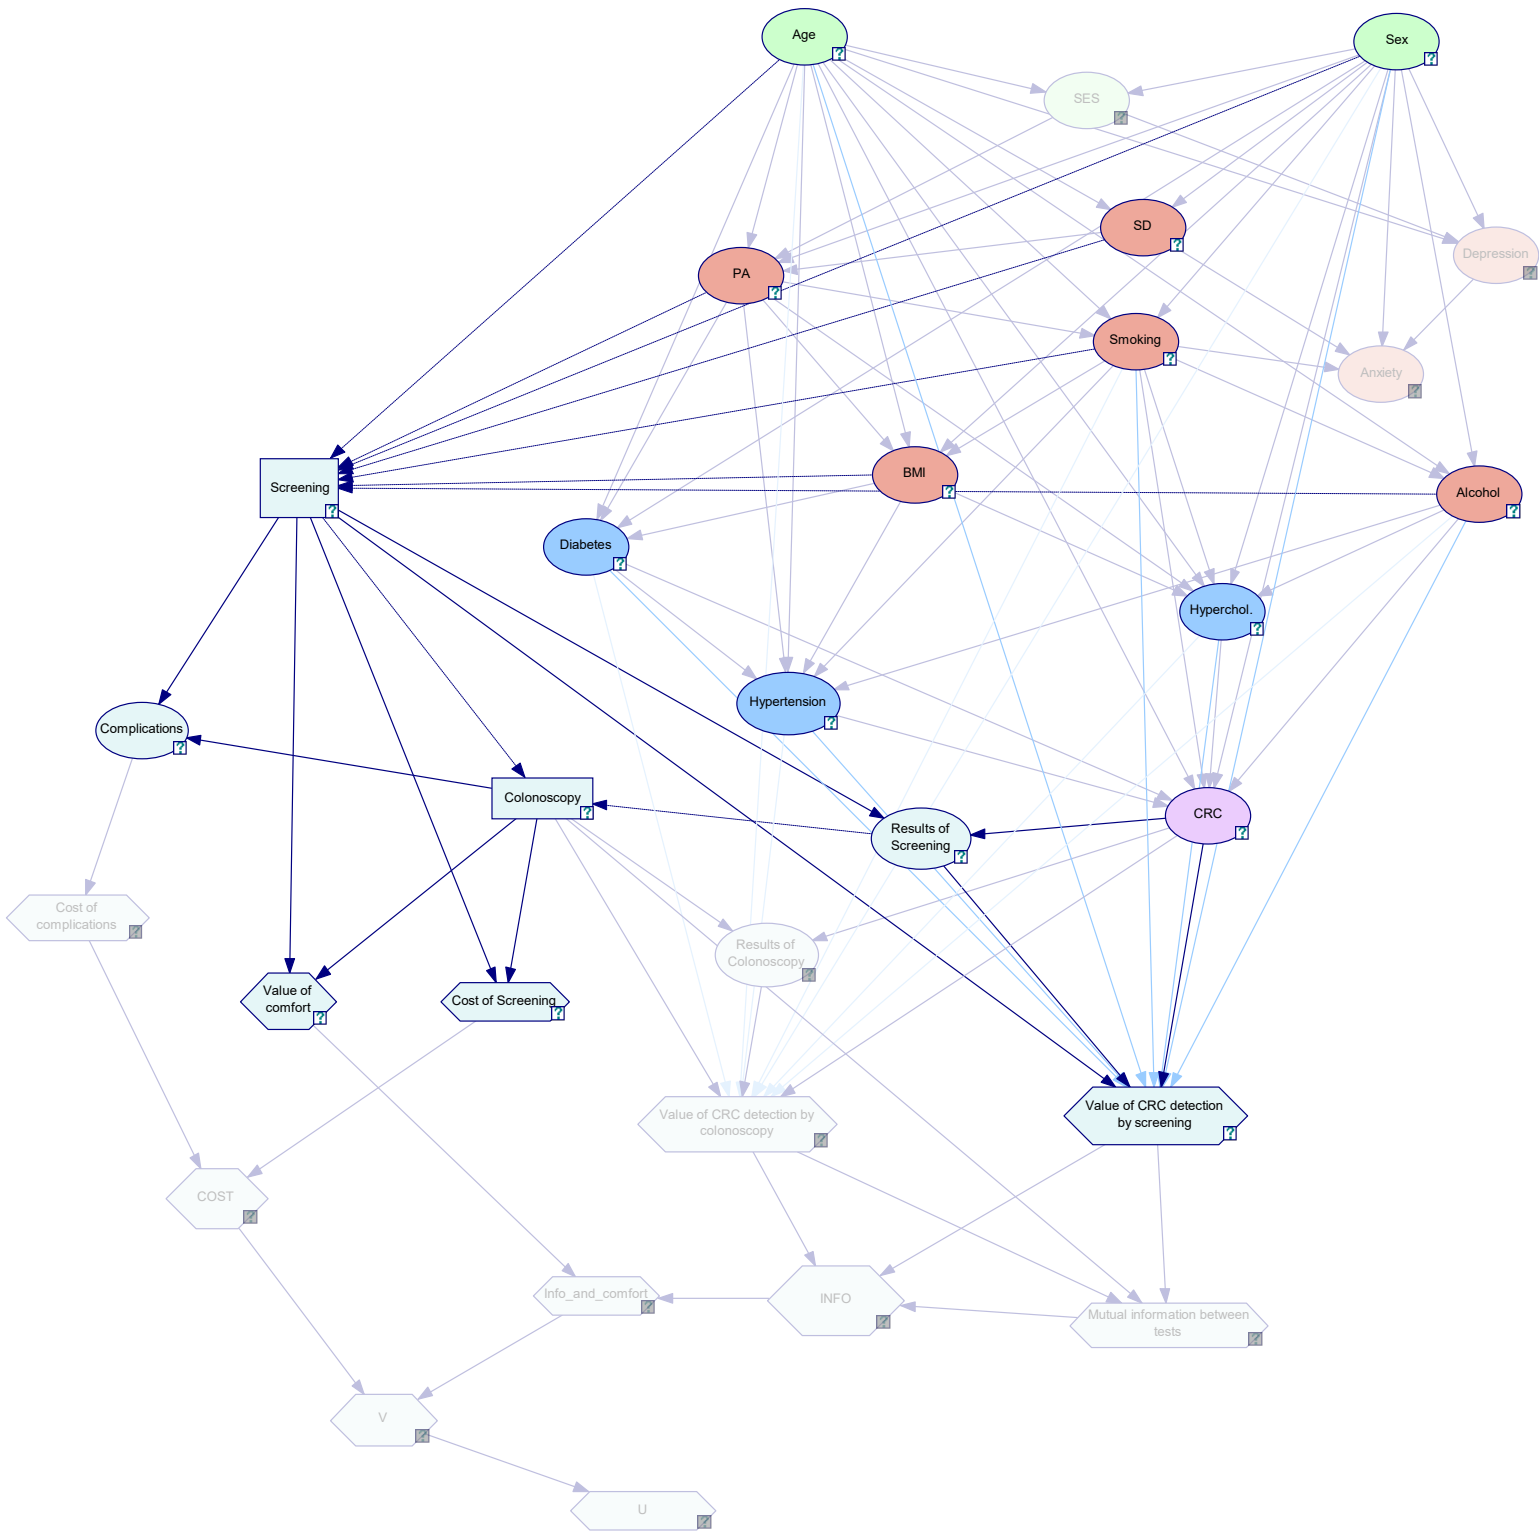 Age
Sex
SES
SD
Depression
PA
Smoking
Anxiety
BMI
Screening
Alcohol
Diabetes
Hyperchol.
Hypertension
Complications
Colonoscopy
CRC
Results of
Screening
Cost of
complications
Results of
Colonoscopy
Value of
comfort
Cost of Screening
Value of CRC detection by
colonoscopy
Value of CRC detection
by screening
COST
Info_and_comfort
INFO
Mutual information between
tests
V
U